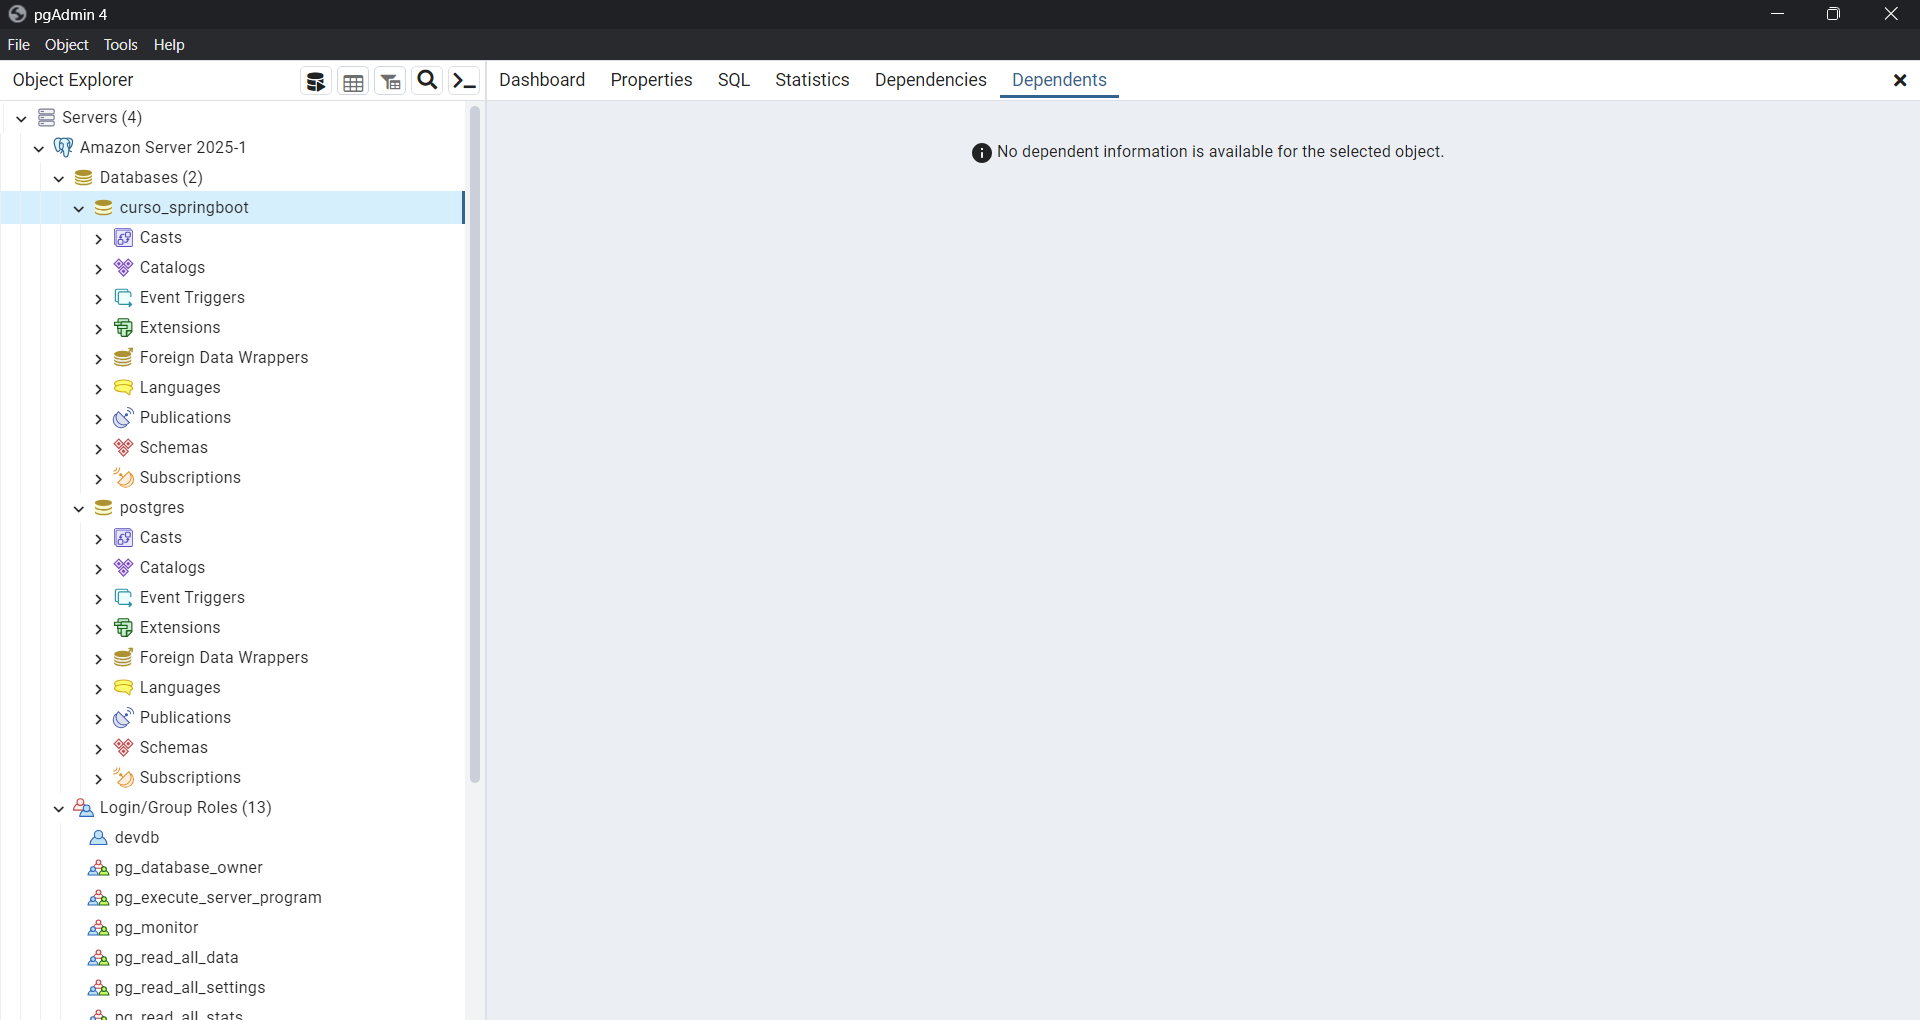 pgAdmin 4
File Object Tools Help
Object Explorer
Dashboard Properties SQL Statistics Dependencies Dependents
Servers (4)
Amazon Server 2025-1
Databases (2)
curso_springboot
Casts
Catalogs
Event Triggers
Extensions
Foreign Data Wrappers
Languages
Publications
Schemas
Subscriptions
postgres
Casts
Catalogs
Event Triggers
Extensions
Foreign Data Wrappers
Languages
Publications
Schemas
Subscriptions
Login/Group Roles (13)
devdb
pg_database_owner
pg_execute_server_program
pg_monitor
pg_read_all_data
pg_read_all_settings
pg_read_all_stats
No dependent information is available for the selected object.